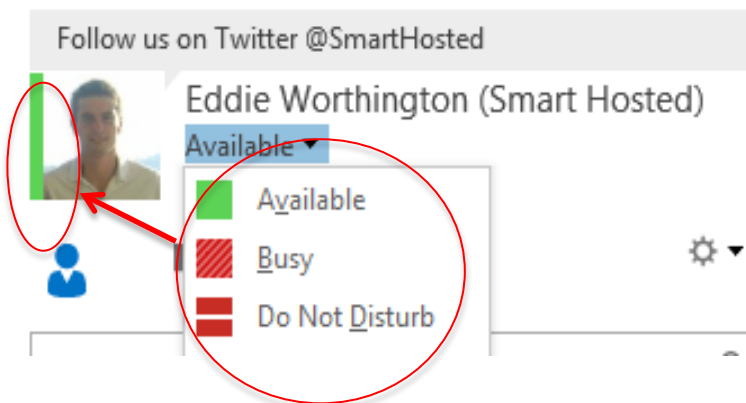 Follow us on Twitter @SmartHosted
Eddie Worthington (Smart Hosted)
Available
Available
Busy
Do Not Disturb